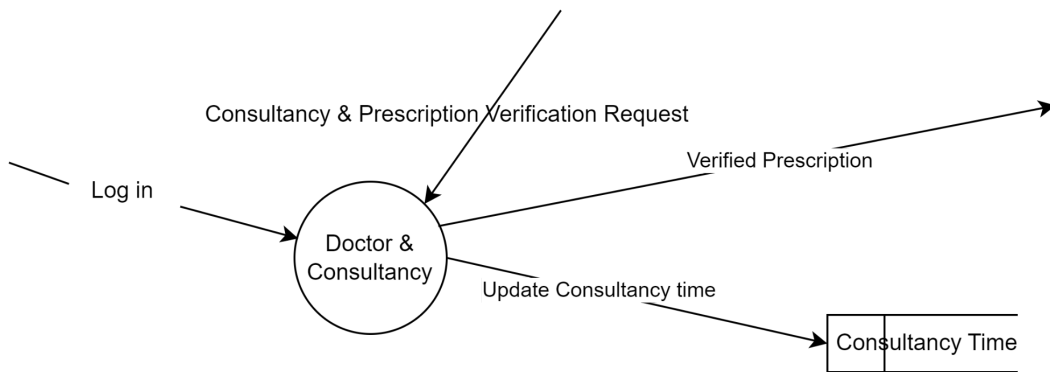 Consultancy & Prescription Verification Request
Verified Prescription
Log in
Doctor &
Consultancy
Update Consultancy time
Consultancy Time